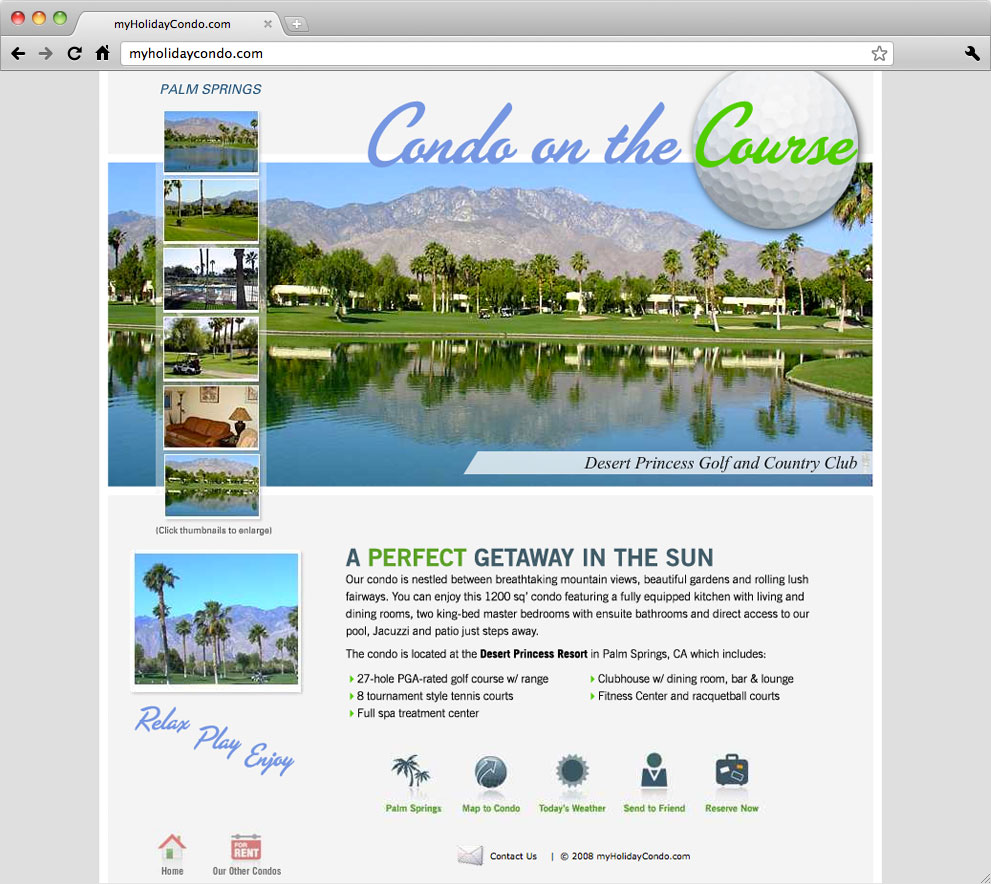 myHolidayCondo.com
myholidaycondo.com
PALM SPRINGS
Condo on the Course
Desert Princess Golf and Country Club
(Click thumbnails to enlarge)
A PERFECT GETAWAY IN THE SUN
Our condo is nestled between breathtaking mountain views, beautiful gardens and rolling lush
fairways. You can enjoy this 1200 sq' condo featuring a fully equipped kitchen with living and
dining rooms, two king-bed master bedrooms with ensuite bathrooms and direct access to our
pool, Jacuzzi and patio just steps away.
The condo is located at the Desert Princess Resort in Palm Springs, CA which includes:
27-hole PGA-rated golf course w/ range
8 tournament style tennis courts
Full spa treatment center
Clubhouse w/ dining room, bar & lounge
Fitness Center and racquetball courts
Relax
Play
Enjoy
Palm Springs
Map to Condo
Today's Weather
Send to Friend
Reserve Now
FOR
RENT
Home
Our Other Condos
Contact Us | © 2008 myHolidayCondo.com